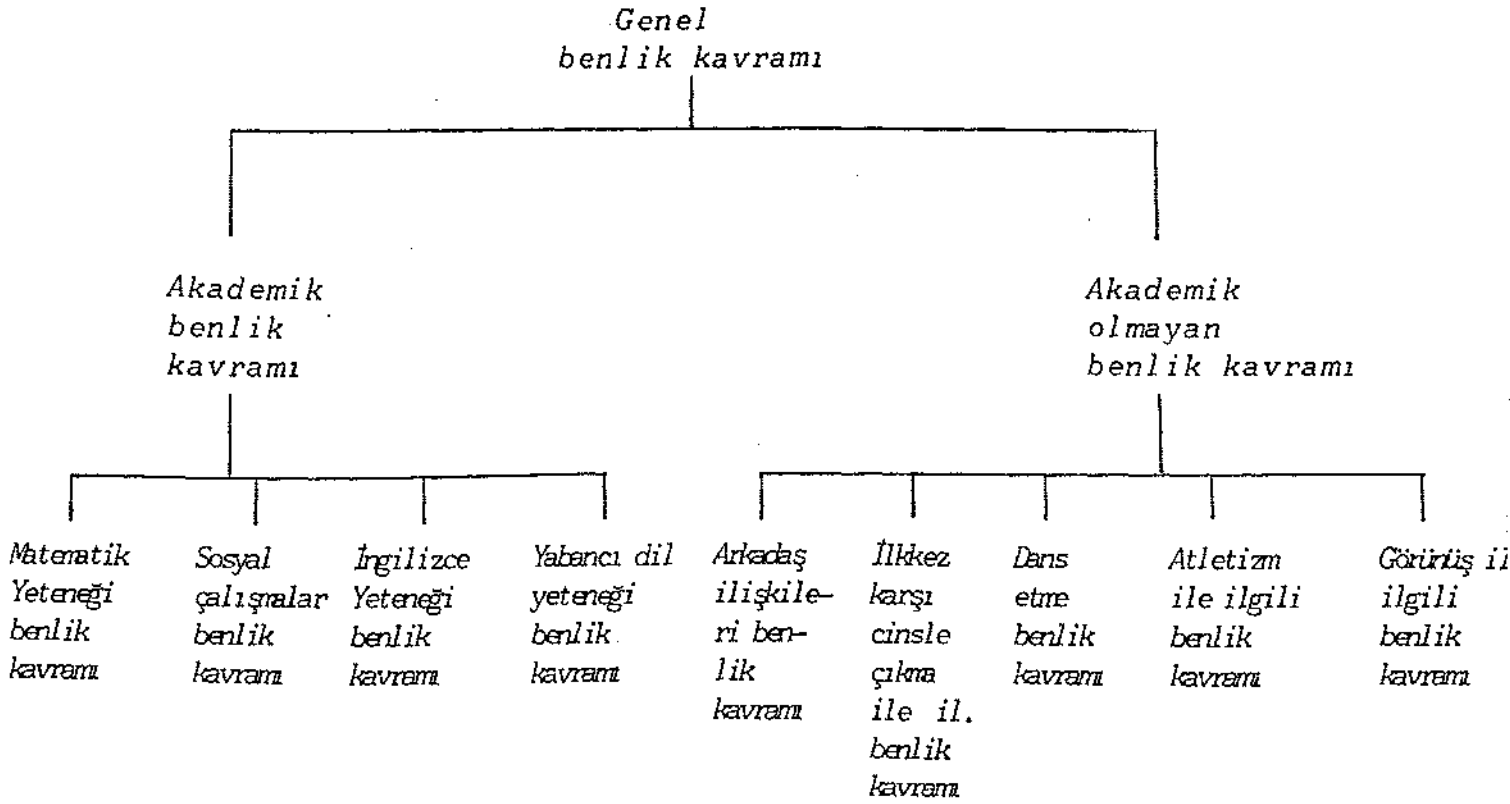 Genel
benlik kavramı
Akademik
benlik
kavramı
Akademik
olmayan
benlik kavramı
Matematik
Yeteneği
benlik
kavramı
Sosyal
çalışmalar
benlik
kavramı
İngilizce
Yeteneği
benlik
kavramı
Yabancı dil
yeteneği
benlik
kavramı
Arkadaş
ilişkile-
ri ben-
lik
kavramı
İlkkez
karşı
cinsle
çıkma
ile il.
benlik
kavramı
Dans
etme
benlik
kavramı
Atletizm
ile ilgili
benlik
kavramı
Görünüş il
ilgili
benlik
kavramı